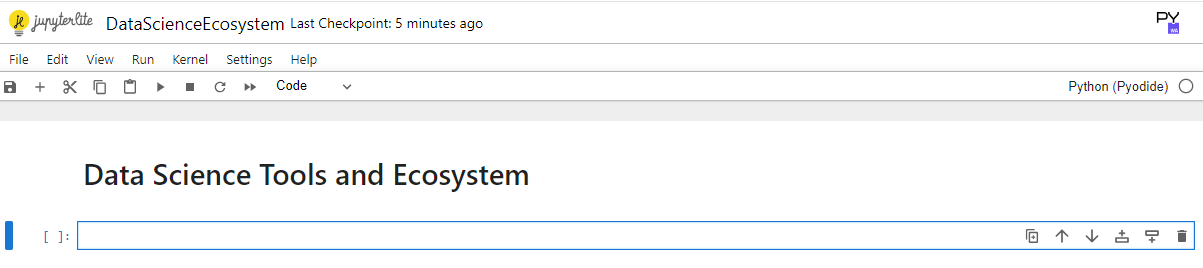 jupyterlite DataScienceEcosystem Last Checkpoint: 5 minutes ago PY WA
File Edit View Run Kernel Settings Help
Code Python (Pyodide)
Data Science Tools and Ecosystem
[ ]: